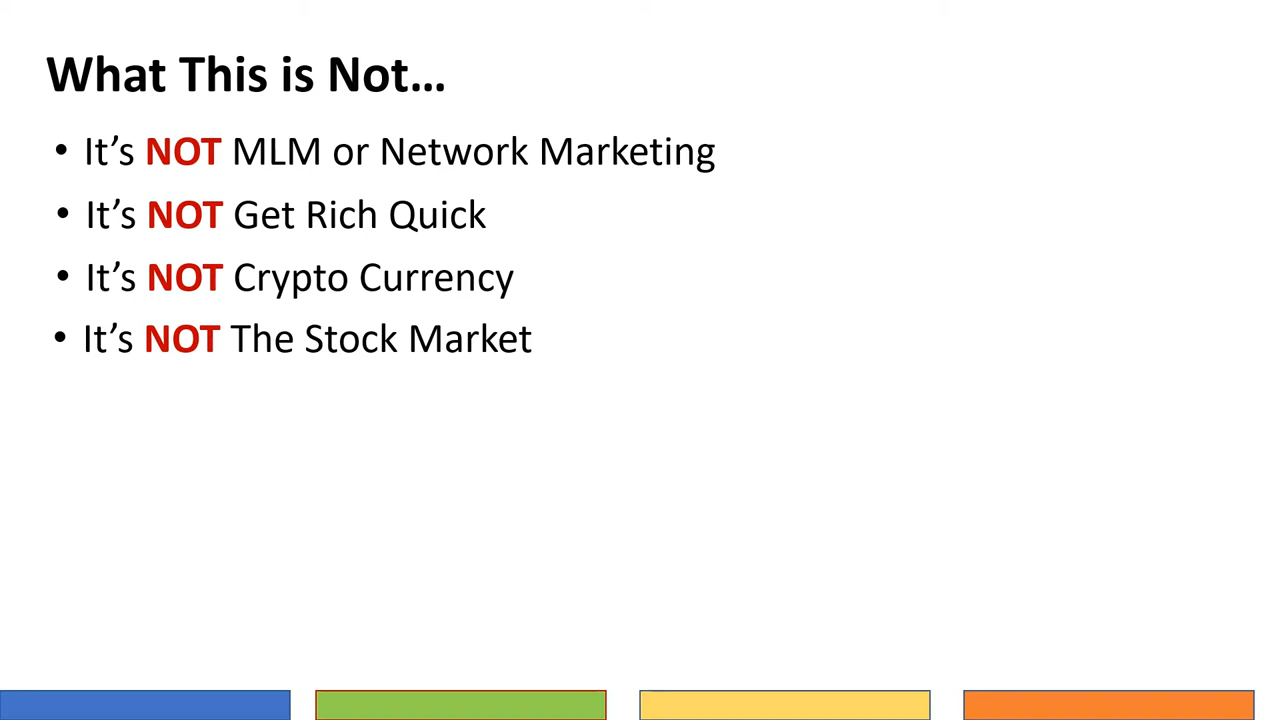 What This is Not…
• It’s NOT MLM or Network Marketing
• It’s NOT Get Rich Quick
• It’s NOT Crypto Currency
• It’s NOT The Stock Market